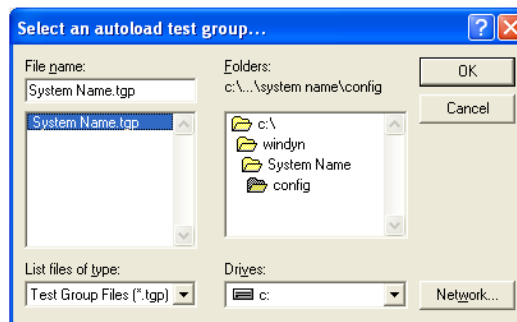 Select an autoload test group...
File name:
System Name.tgp
System Name.tgp
List files of type:
Test Group Files (*.tgp)
Folders:
c:\...\system name\config
c:\
windyn
System Name
config
Drives:
c:
OK
Cancel
Network...